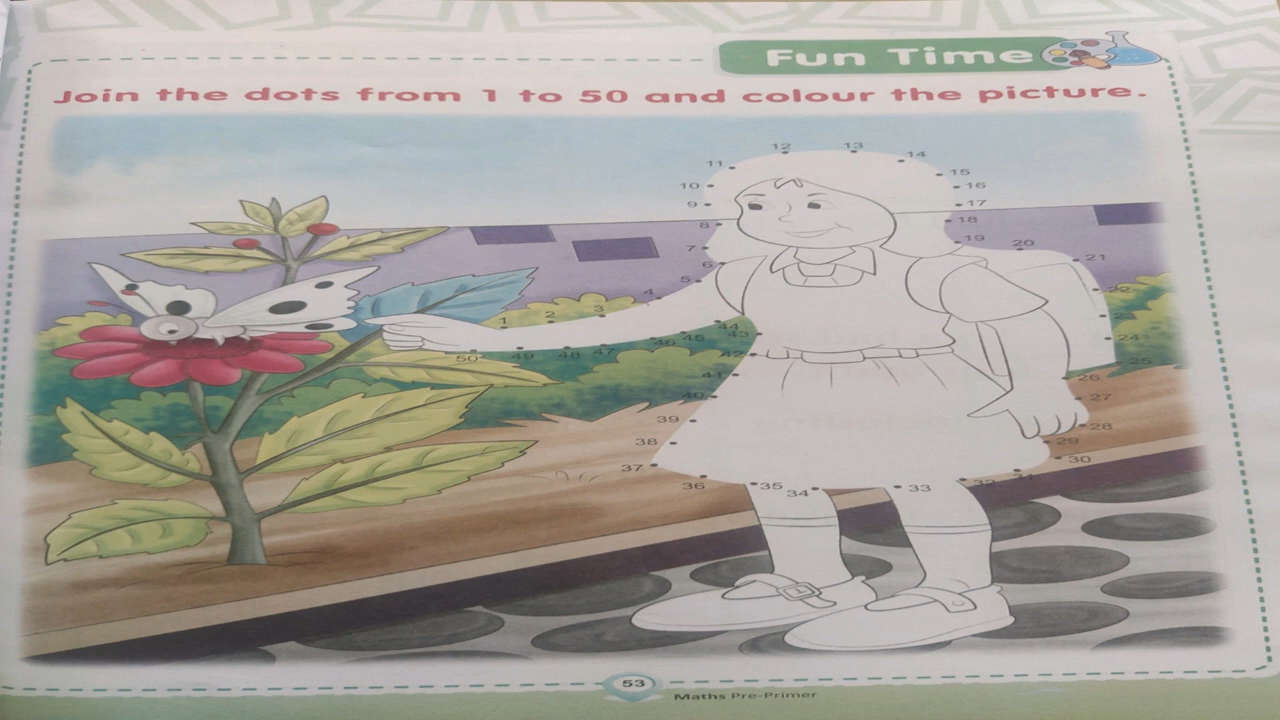 Fun Time
Join the dots from 1 to 50 and colour the picture.
12 13 14
11 15
10 16
9 17
8 18
7 19 20
6 21
5
4 22
3
2
1 23
44
43 24
50 49 48 47 46 45
42 25
41 26
40 27
39 28
38 29
37 30
36 35 34 33 32 31
53
Maths Pre-Primer